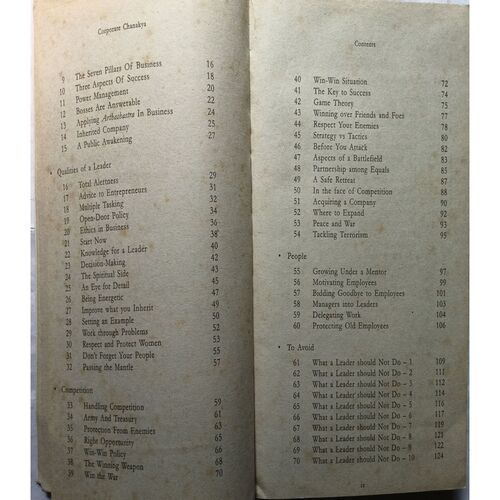 Corporate Chanakya
9 The Seven Pillars Of Business 16
10 Three Aspects Of Success 18
11 Power Management 20
12 Bosses Are Answerable 22
13 Applying Arthashastra In Business 24
14 Inherited Company 25
15 A Public Awakening 27
• Qualities of a Leader
16 Total Alertness 29
17 Advice to Entrepreneurs 31
18 Multiple Tasking 32
19 Open-Door Policy 34
20 Ethics in Business 36
21 Start Now 38
22 Knowledge for a Leader 40
23 Decision-Making 42
24 The Spiritual Side 43
25 An Eye for Detail 45
26 Being Energetic 47
27 Improve what you Inherit 49
28 Setting an Example 50
29 Work through Problems 52
30 Respect and Protect Women 53
31 Don't Forget Your People 55
32 Passing the Mantle 57
• Competition
33 Handling Competition 59
34 Army And Treasury 61
35 Protection From Enemies 63
36 Right Opportunity 65
37 Win-Win Policy 66
38 The Winning Weapon 68
39 Win the War 70
Contents
40 Win-Win Situation 72
41 The Key to Success 74
42 Game Theory 75
43 Winning over Friends and Foes 77
44 Respect Your Enemies 78
45 Strategy vs Tactics 80
46 Before You Attack 82
47 Aspects of a Battlefield 83
48 Partnership among Equals 85
49 A Safe Retreat 87
50 In the face of Competition 88
51 Acquiring a Company 90
52 Where to Expand 92
53 Peace and War 93
54 Tackling Terrorism 95
• People
55 Growing Under a Mentor 97
56 Motivating Employees 99
57 Bidding Goodbye to Employees 101
58 Managers into Leaders 103
59 Delegating Work 104
60 Protecting Old Employees 106
• To Avoid
61 What a Leader should Not Do – 1 109
62 What a Leader should Not Do – 2 111
63 What a Leader should Not Do – 3 112
64 What a Leader should Not Do – 4 114
65 What a Leader should Not Do – 5 116
66 What a Leader should Not Do – 6 117
67 What a Leader should Not Do – 7 119
68 What a Leader should Not Do – 8 121
69 What a Leader should Not Do – 8 122
70 What a Leader should Not Do – 10 124